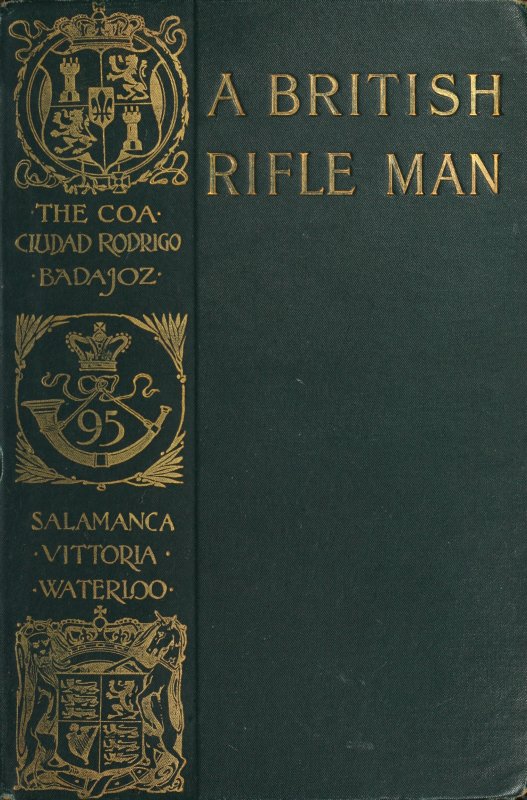 A BRITISH
RIFLE MAN
·THE COA·
CIUDAD RODRIGO
·BADAJOZ·
95
SALAMANCA
·VITTORIA·
·WATERLOO·